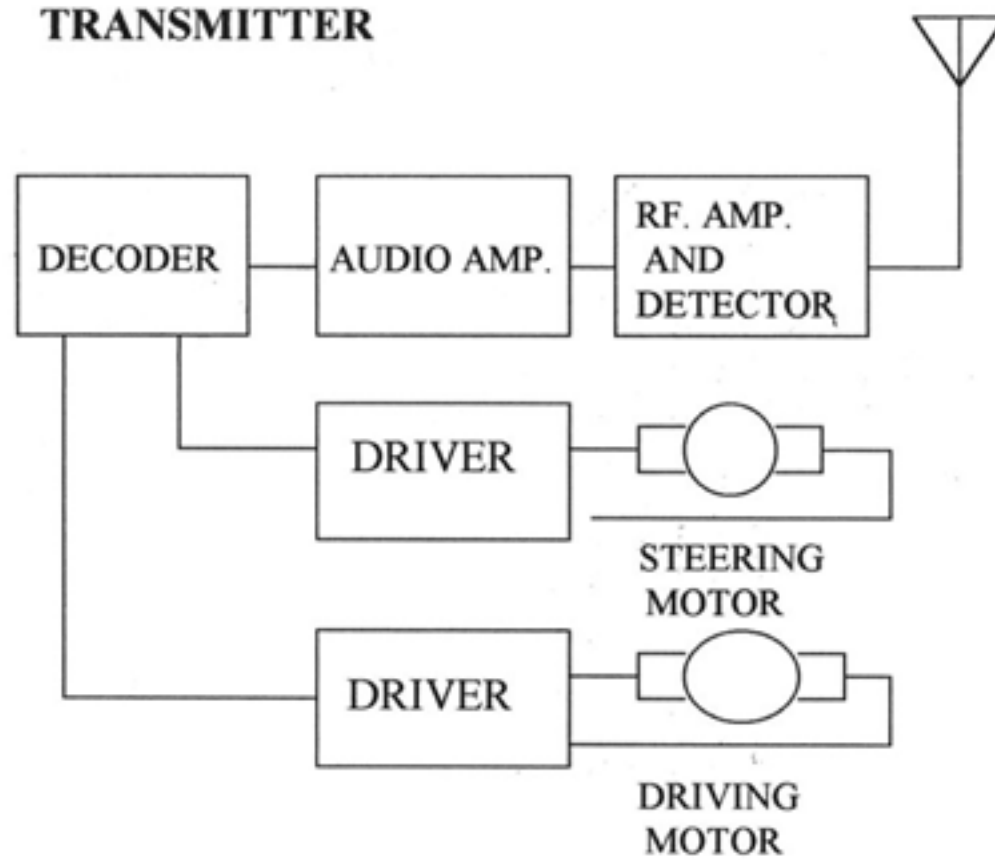 TRANSMITTER
DECODER
AUDIO AMP.
RF. AMP.
AND
DETECTOR
DRIVER
STEERING
MOTOR
DRIVER
DRIVING
MOTOR